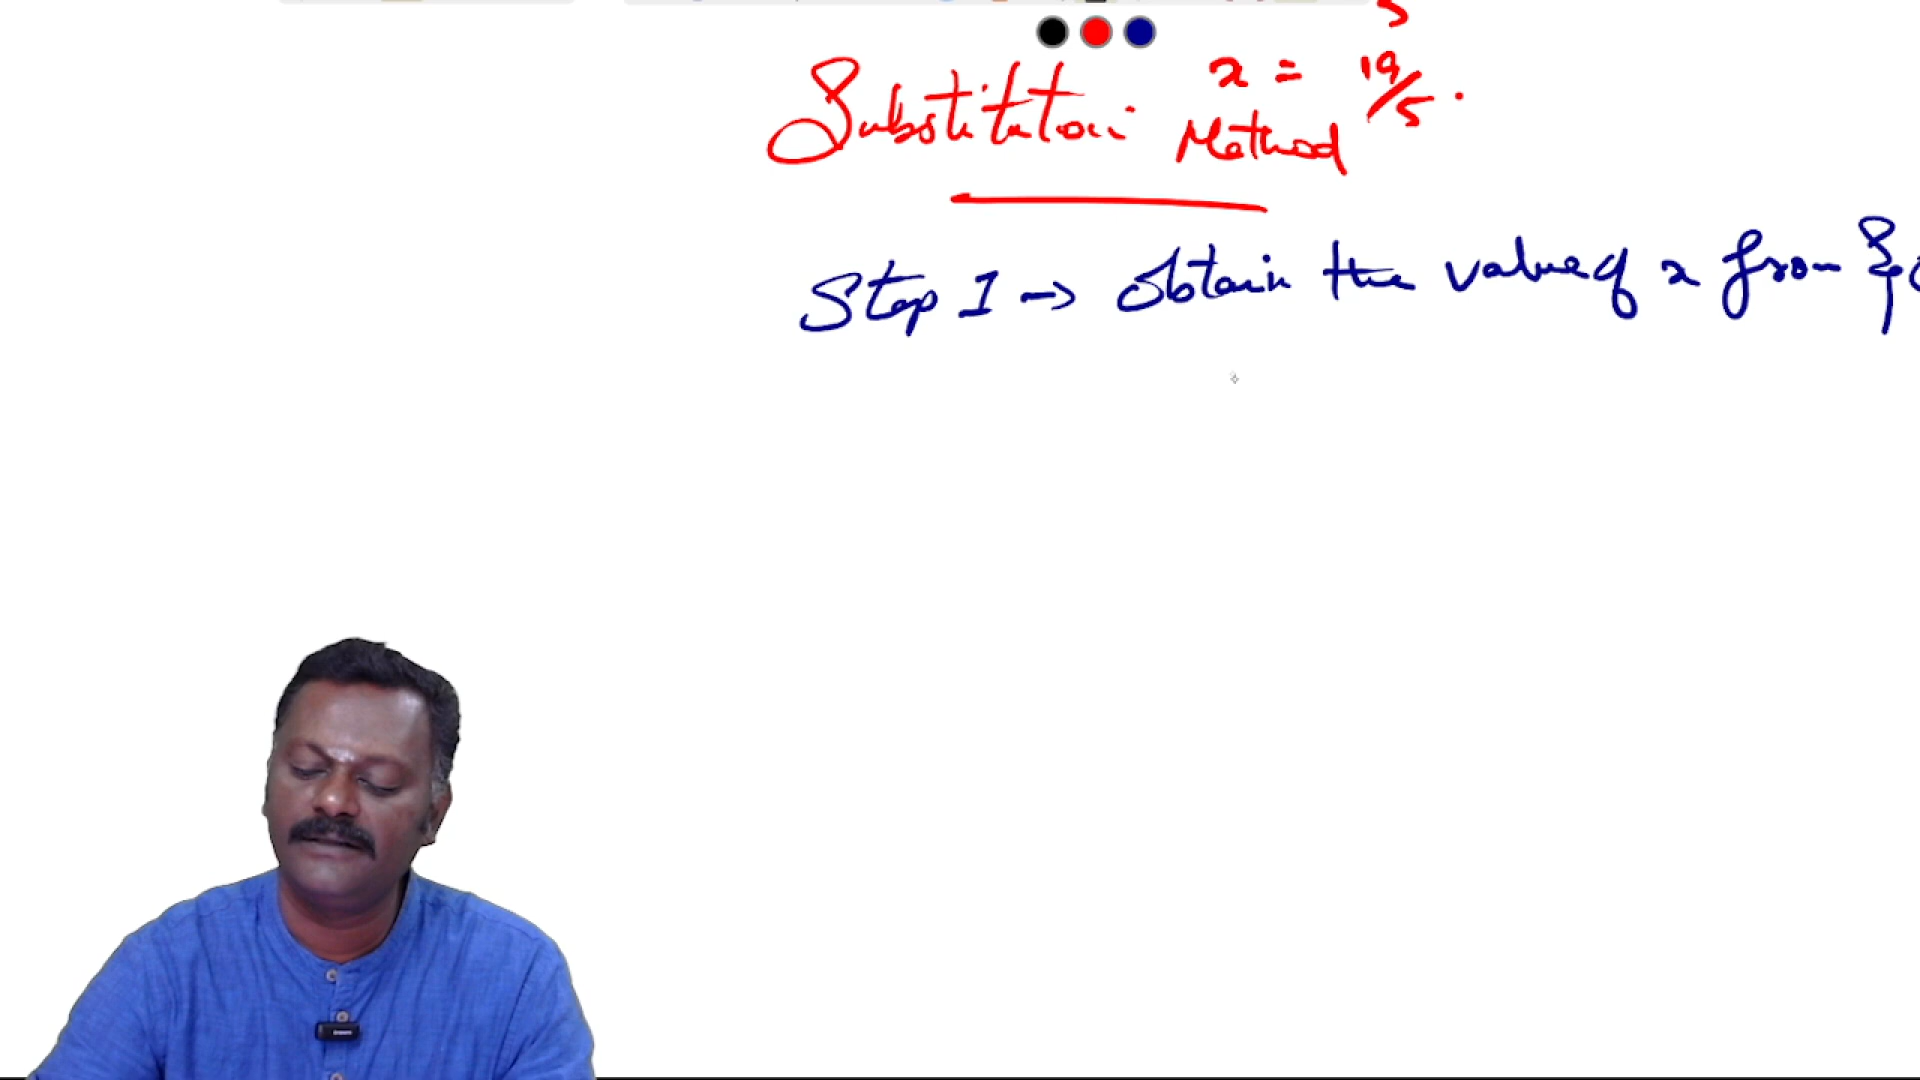 x = 19/5.
Substitution Method
Step I → Obtain the value of x from